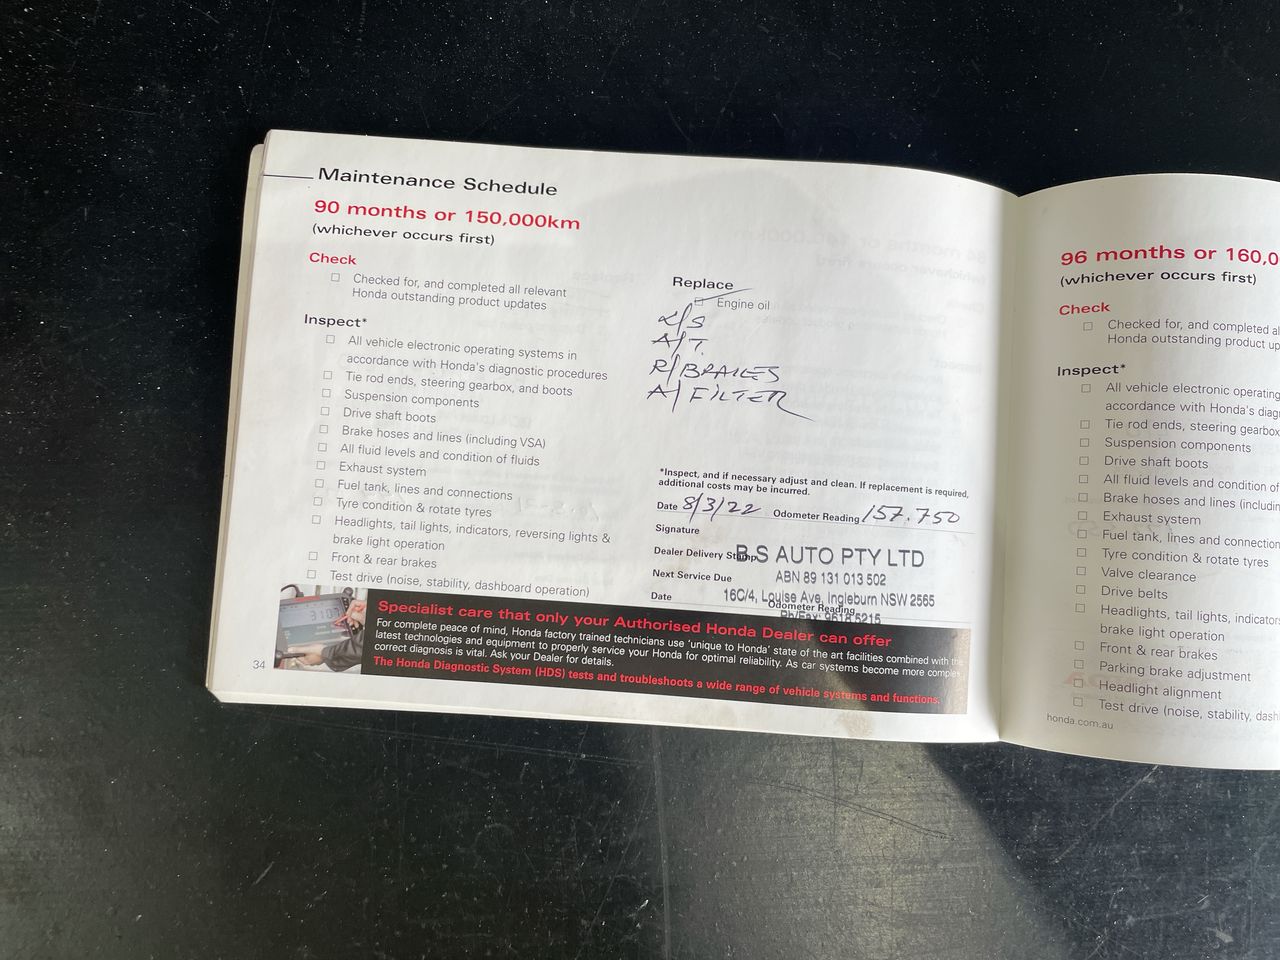 Maintenance Schedule
90 months or 150,000km
(whichever occurs first)
Check
Checked for, and completed all relevant
Honda outstanding product updates
Inspect*
All vehicle electronic operating systems in
accordance with Honda's diagnostic procedures
Tie rod ends, steering gearbox, and boots
Suspension components
Drive shaft boots
Brake hoses and lines (including VSA)
All fluid levels and condition of fluids
Exhaust system
Fuel tank, lines and connections
Tyre condition & rotate tyres
Headlights, tail lights, indicators, reversing lights &
brake light operation
Front & rear brakes
Test drive (noise, stability, dashboard operation)
Replace
Engine oil
L/S
A/T.
R/BRAKES
A/FILTER
*Inspect, and if necessary adjust and clean. If replacement is required,
additional costs may be incurred.
Date 8/3/22 Odometer Reading 157.750
Signature
Dealer Delivery Stamp
B.S AUTO PTY LTD
ABN 89 131 013 502
16C/4, Louise Ave, Ingleburn NSW 2565
Ph/Fax: 9618 5215
Next Service Due
Date
Odometer Reading
Specialist care that only your Authorised Honda Dealer can offer
For complete peace of mind, Honda factory trained technicians use 'unique to Honda' state of the art facilities combined with the
latest technologies and equipment to properly service your Honda for optimal reliability. As car systems become more complex
correct diagnosis is vital. Ask your Dealer for details.
The Honda Diagnostic System (HDS) tests and troubleshoots a wide range of vehicle systems and functions.
34
96 months or 160,0
(whichever occurs first)
Check
Checked for, and completed al
Honda outstanding product up
Inspect*
All vehicle electronic operating
accordance with Honda's diag
Tie rod ends, steering gearbox
Suspension components
Drive shaft boots
All fluid levels and condition of
Brake hoses and lines (includin
Exhaust system
Fuel tank, lines and connection
Tyre condition & rotate tyres
Valve clearance
Drive belts
Headlights, tail lights, indicators
brake light operation
Front & rear brakes
Parking brake adjustment
Headlight alignment
Test drive (noise, stability, dash
honda.com.au